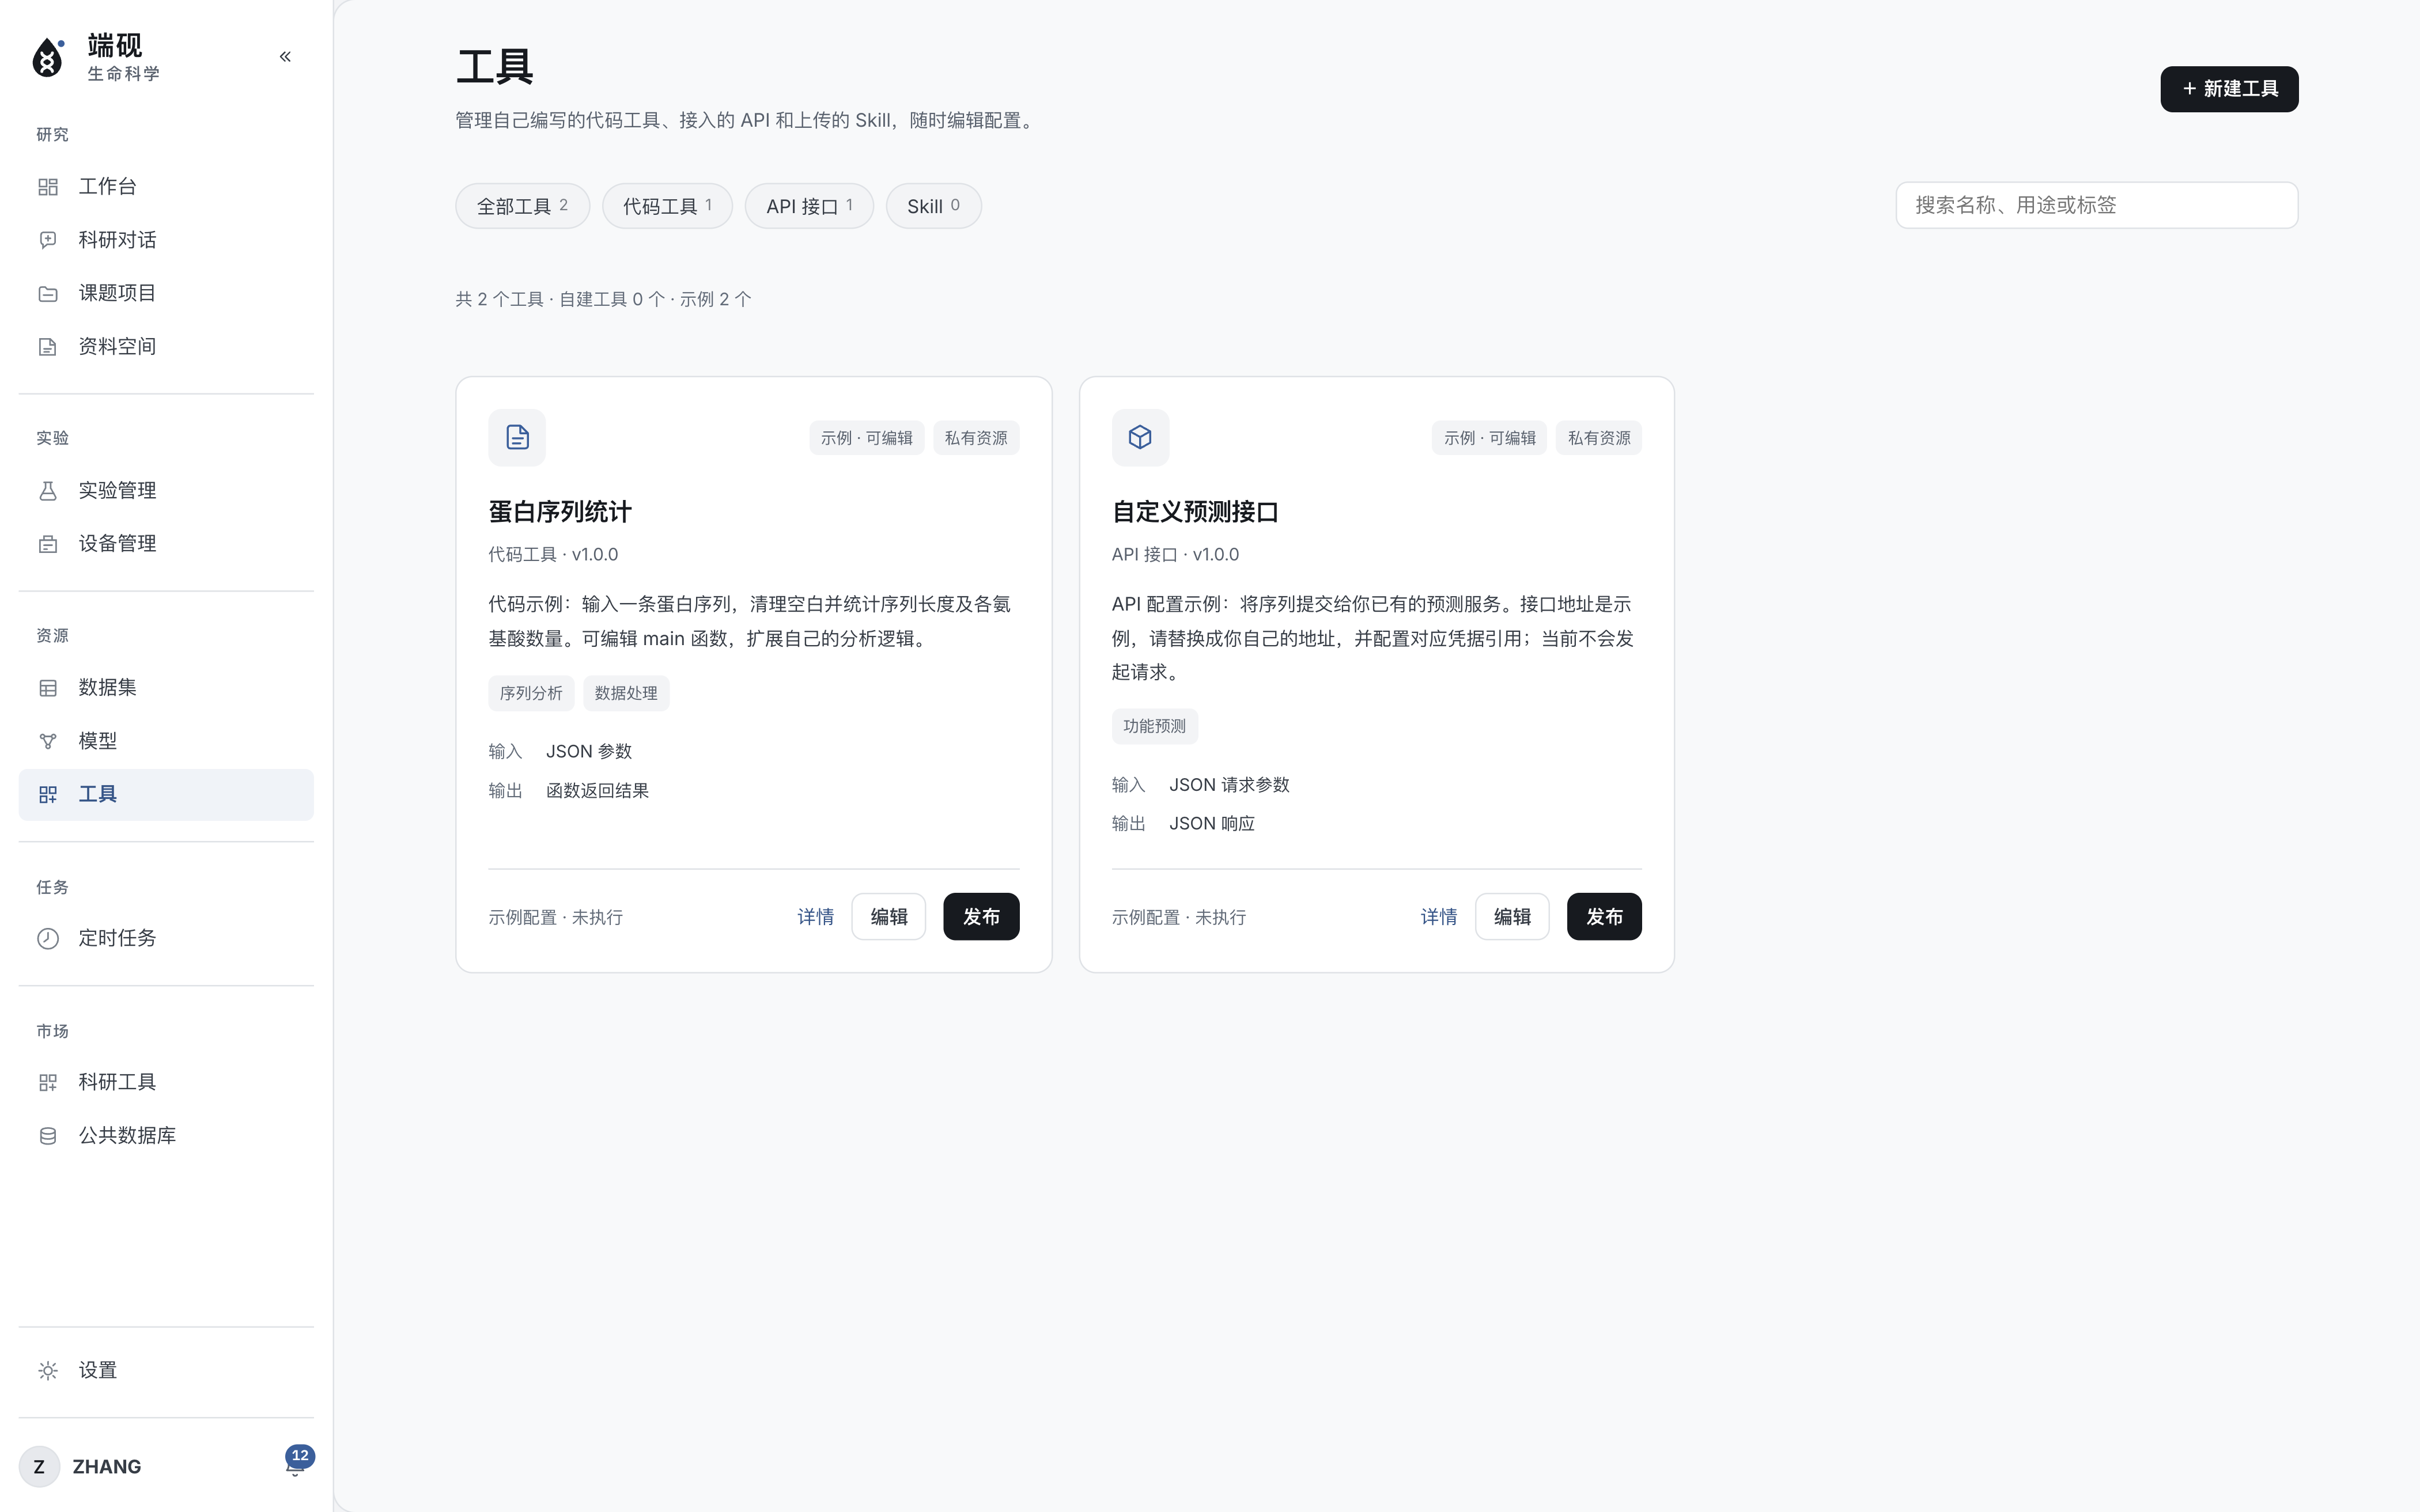 端砚
生命科学
研究
工作台
科研对话
课题项目
资料空间
实验
实验管理
设备管理
资源
数据集
模型
工具
任务
定时任务
市场
科研工具
公共数据库
设置
Z
ZHANG
12
工具
管理自己编写的代码工具、接入的 API 和上传的 Skill，随时编辑配置。
+ 新建工具
全部工具 2
代码工具 1
API 接口 1
Skill 0
搜索名称、用途或标签
共 2 个工具 · 自建工具 0 个 · 示例 2 个
示例 · 可编辑
私有资源
蛋白序列统计
代码工具 · v1.0.0
代码示例：输入一条蛋白序列，清理空白并统计序列长度及各氨
基酸数量。可编辑 main 函数，扩展自己的分析逻辑。
序列分析
数据处理
输入 JSON 参数
输出 函数返回结果
示例配置 · 未执行
详情
编辑
发布
示例 · 可编辑
私有资源
自定义预测接口
API 接口 · v1.0.0
API 配置示例：将序列提交给你已有的预测服务。接口地址是示
例，请替换成你自己的地址，并配置对应凭据引用；当前不会发
起请求。
功能预测
输入 JSON 请求参数
输出 JSON 响应
示例配置 · 未执行
详情
编辑
发布